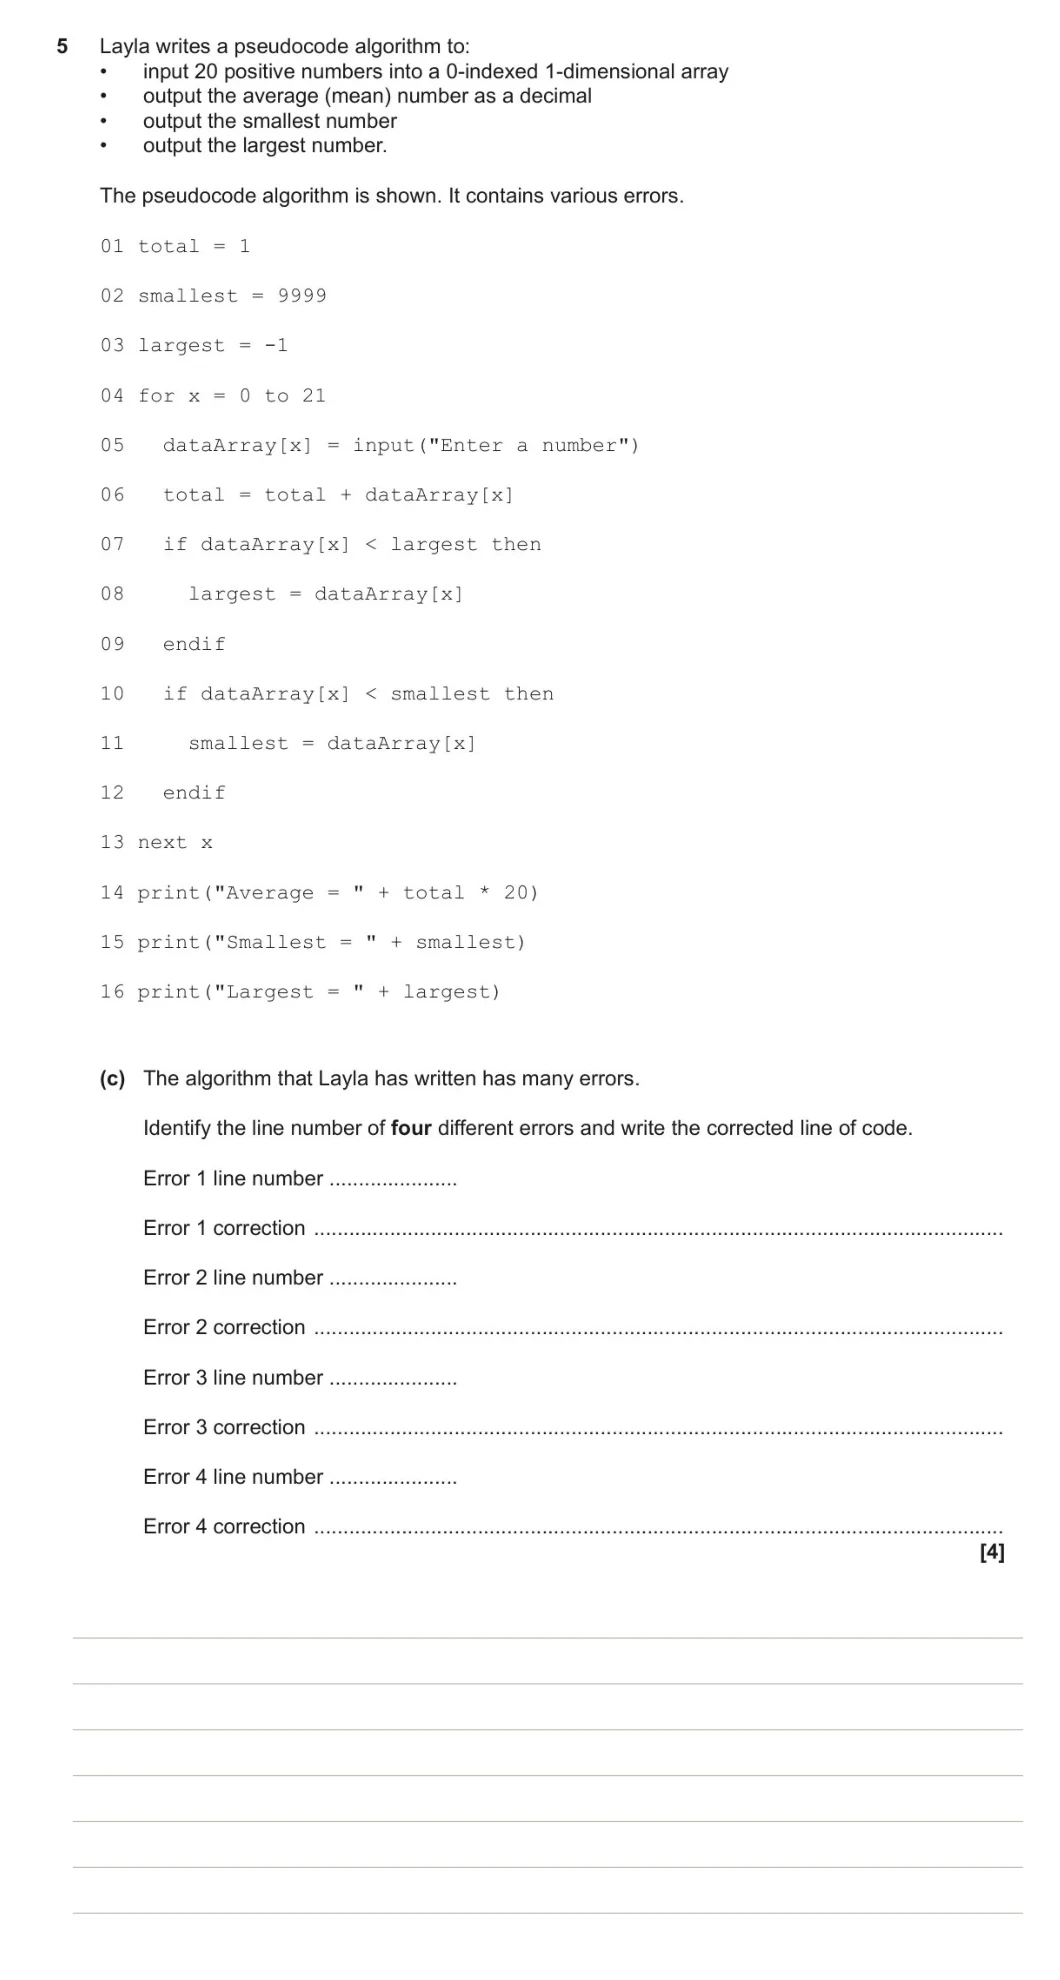 5 Layla writes a pseudocode algorithm to:
• input 20 positive numbers into a 0-indexed 1-dimensional array
• output the average (mean) number as a decimal
• output the smallest number
• output the largest number.
The pseudocode algorithm is shown. It contains various errors.
01 total = 1
02 smallest = 9999
03 largest = -1
04 for x = 0 to 21
05   dataArray[x] = input("Enter a number")
06   total = total + dataArray[x]
07   if dataArray[x] < largest then
08     largest = dataArray[x]
09   endif
10   if dataArray[x] < smallest then
11     smallest = dataArray[x]
12   endif
13 next x
14 print("Average = " + total * 20)
15 print("Smallest = " + smallest)
16 print("Largest = " + largest)
(c) The algorithm that Layla has written has many errors.
Identify the line number of four different errors and write the corrected line of code.
Error 1 line number ......................
Error 1 correction ........................................................................................................................
Error 2 line number ......................
Error 2 correction ........................................................................................................................
Error 3 line number ......................
Error 3 correction ........................................................................................................................
Error 4 line number ......................
Error 4 correction ........................................................................................................................
[4]